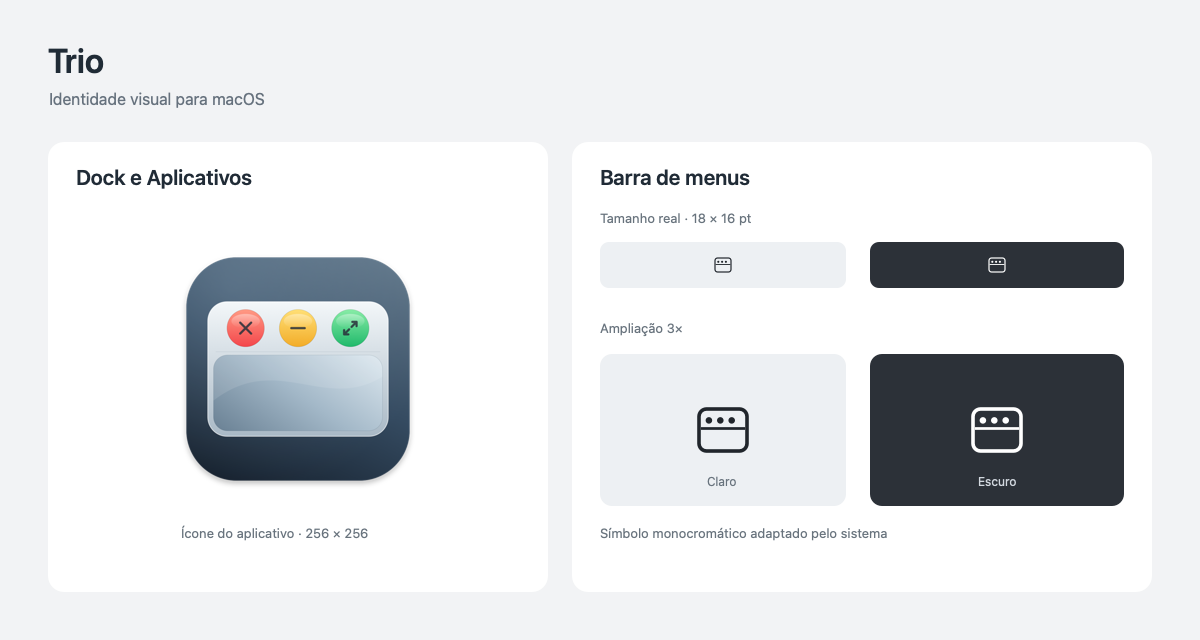 Trio
Identidade visual para macOS
Dock e Aplicativos
Ícone do aplicativo · 256 × 256
Barra de menus
Tamanho real · 18 × 16 pt
Ampliação 3×
Claro
Escuro
Símbolo monocromático adaptado pelo sistema